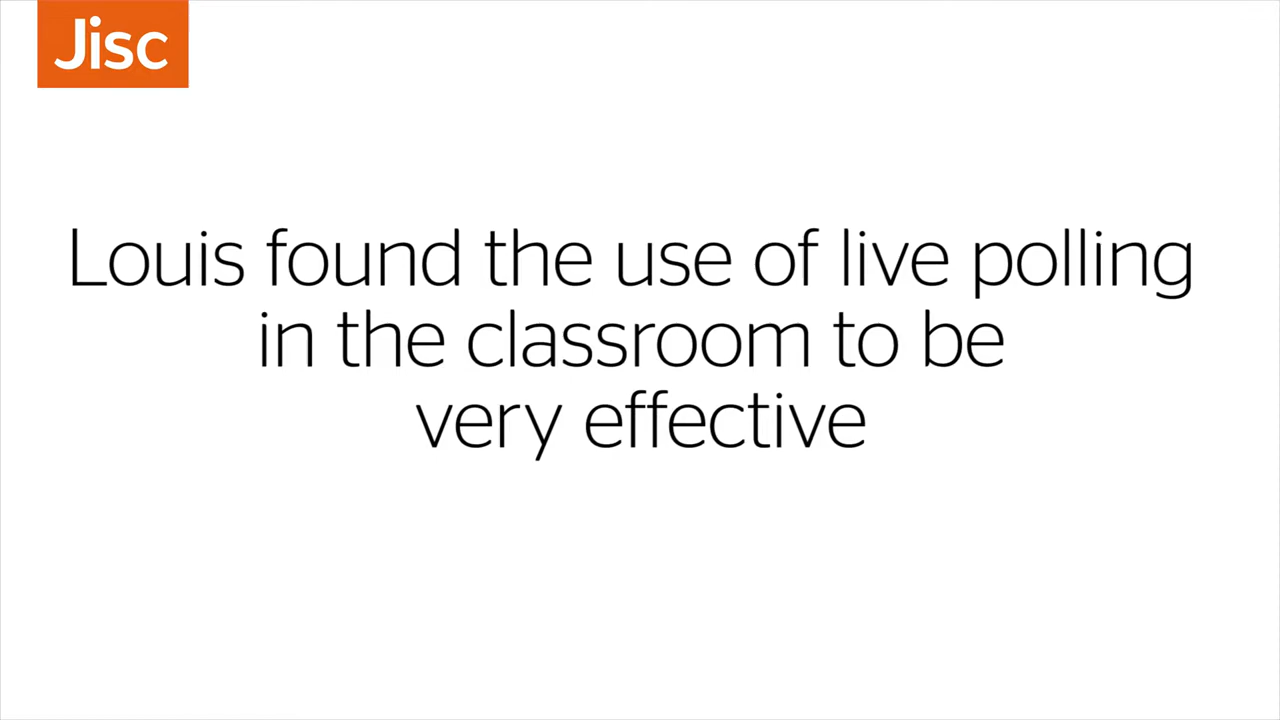 Jisc
Louis found the use of live polling
in the classroom to be
very effective